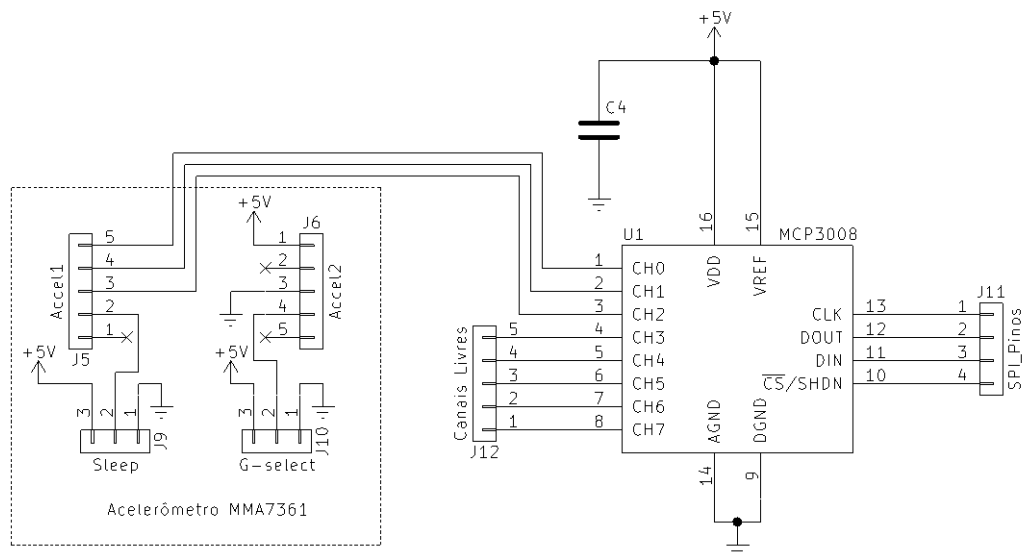 +5V
C4
+5V
J6
Accel1
5
4
3
2
1
J5
1
2
3
4
5
Accel2
+5V
3
2
1
J9
Sleep
+5V
3
2
1
J10
G-select
Acelerômetro MMA7361
U1
MCP3008
16
15
VDD
VREF
1 CH0
2 CH1
3 CH2
4 CH3
5 CH4
6 CH5
7 CH6
8 CH7
CLK 13
DOUT 12
DIN 11
CS/SHDN 10
AGND
DGND
14
9
Canais Livres
5
4
3
2
1
J12
J11
1
2
3
4
SPI_Pinos